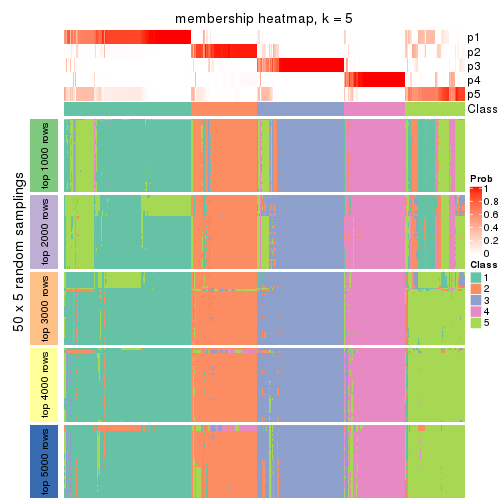 membership heatmap, k = 5
p1
p2
p3
p4
p5
Class
50 x 5 random samplings
top 1000 rows
top 2000 rows
top 3000 rows
top 4000 rows
top 5000 rows
Prob
1
0.8
0.6
0.4
0.2
0
Class
1
2
3
4
5